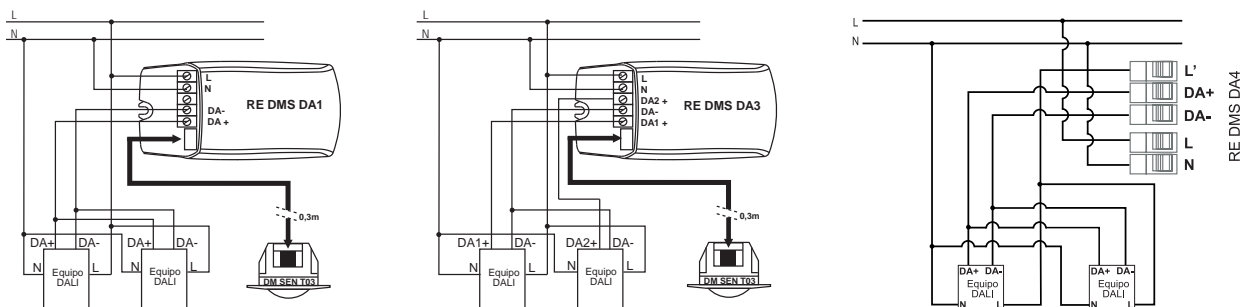 L
N
L
N
DA-
DA +
RE DMS DA1
0,3m
DA+ DA- DA+ DA-
N Equipo DALI L N Equipo DALI L
DM SEN T03
L
N
L
N
DA2 +
DA-
DA1 +
RE DMS DA3
0,3m
DA1+ DA- DA2+ DA-
N Equipo DALI L N Equipo DALI L
DM SEN T03
L
N
L'
DA+
DA-
L
N
RE DMS DA4
DA+ DA- DA+ DA-
Equipo DALI Equipo DALI
N L N L